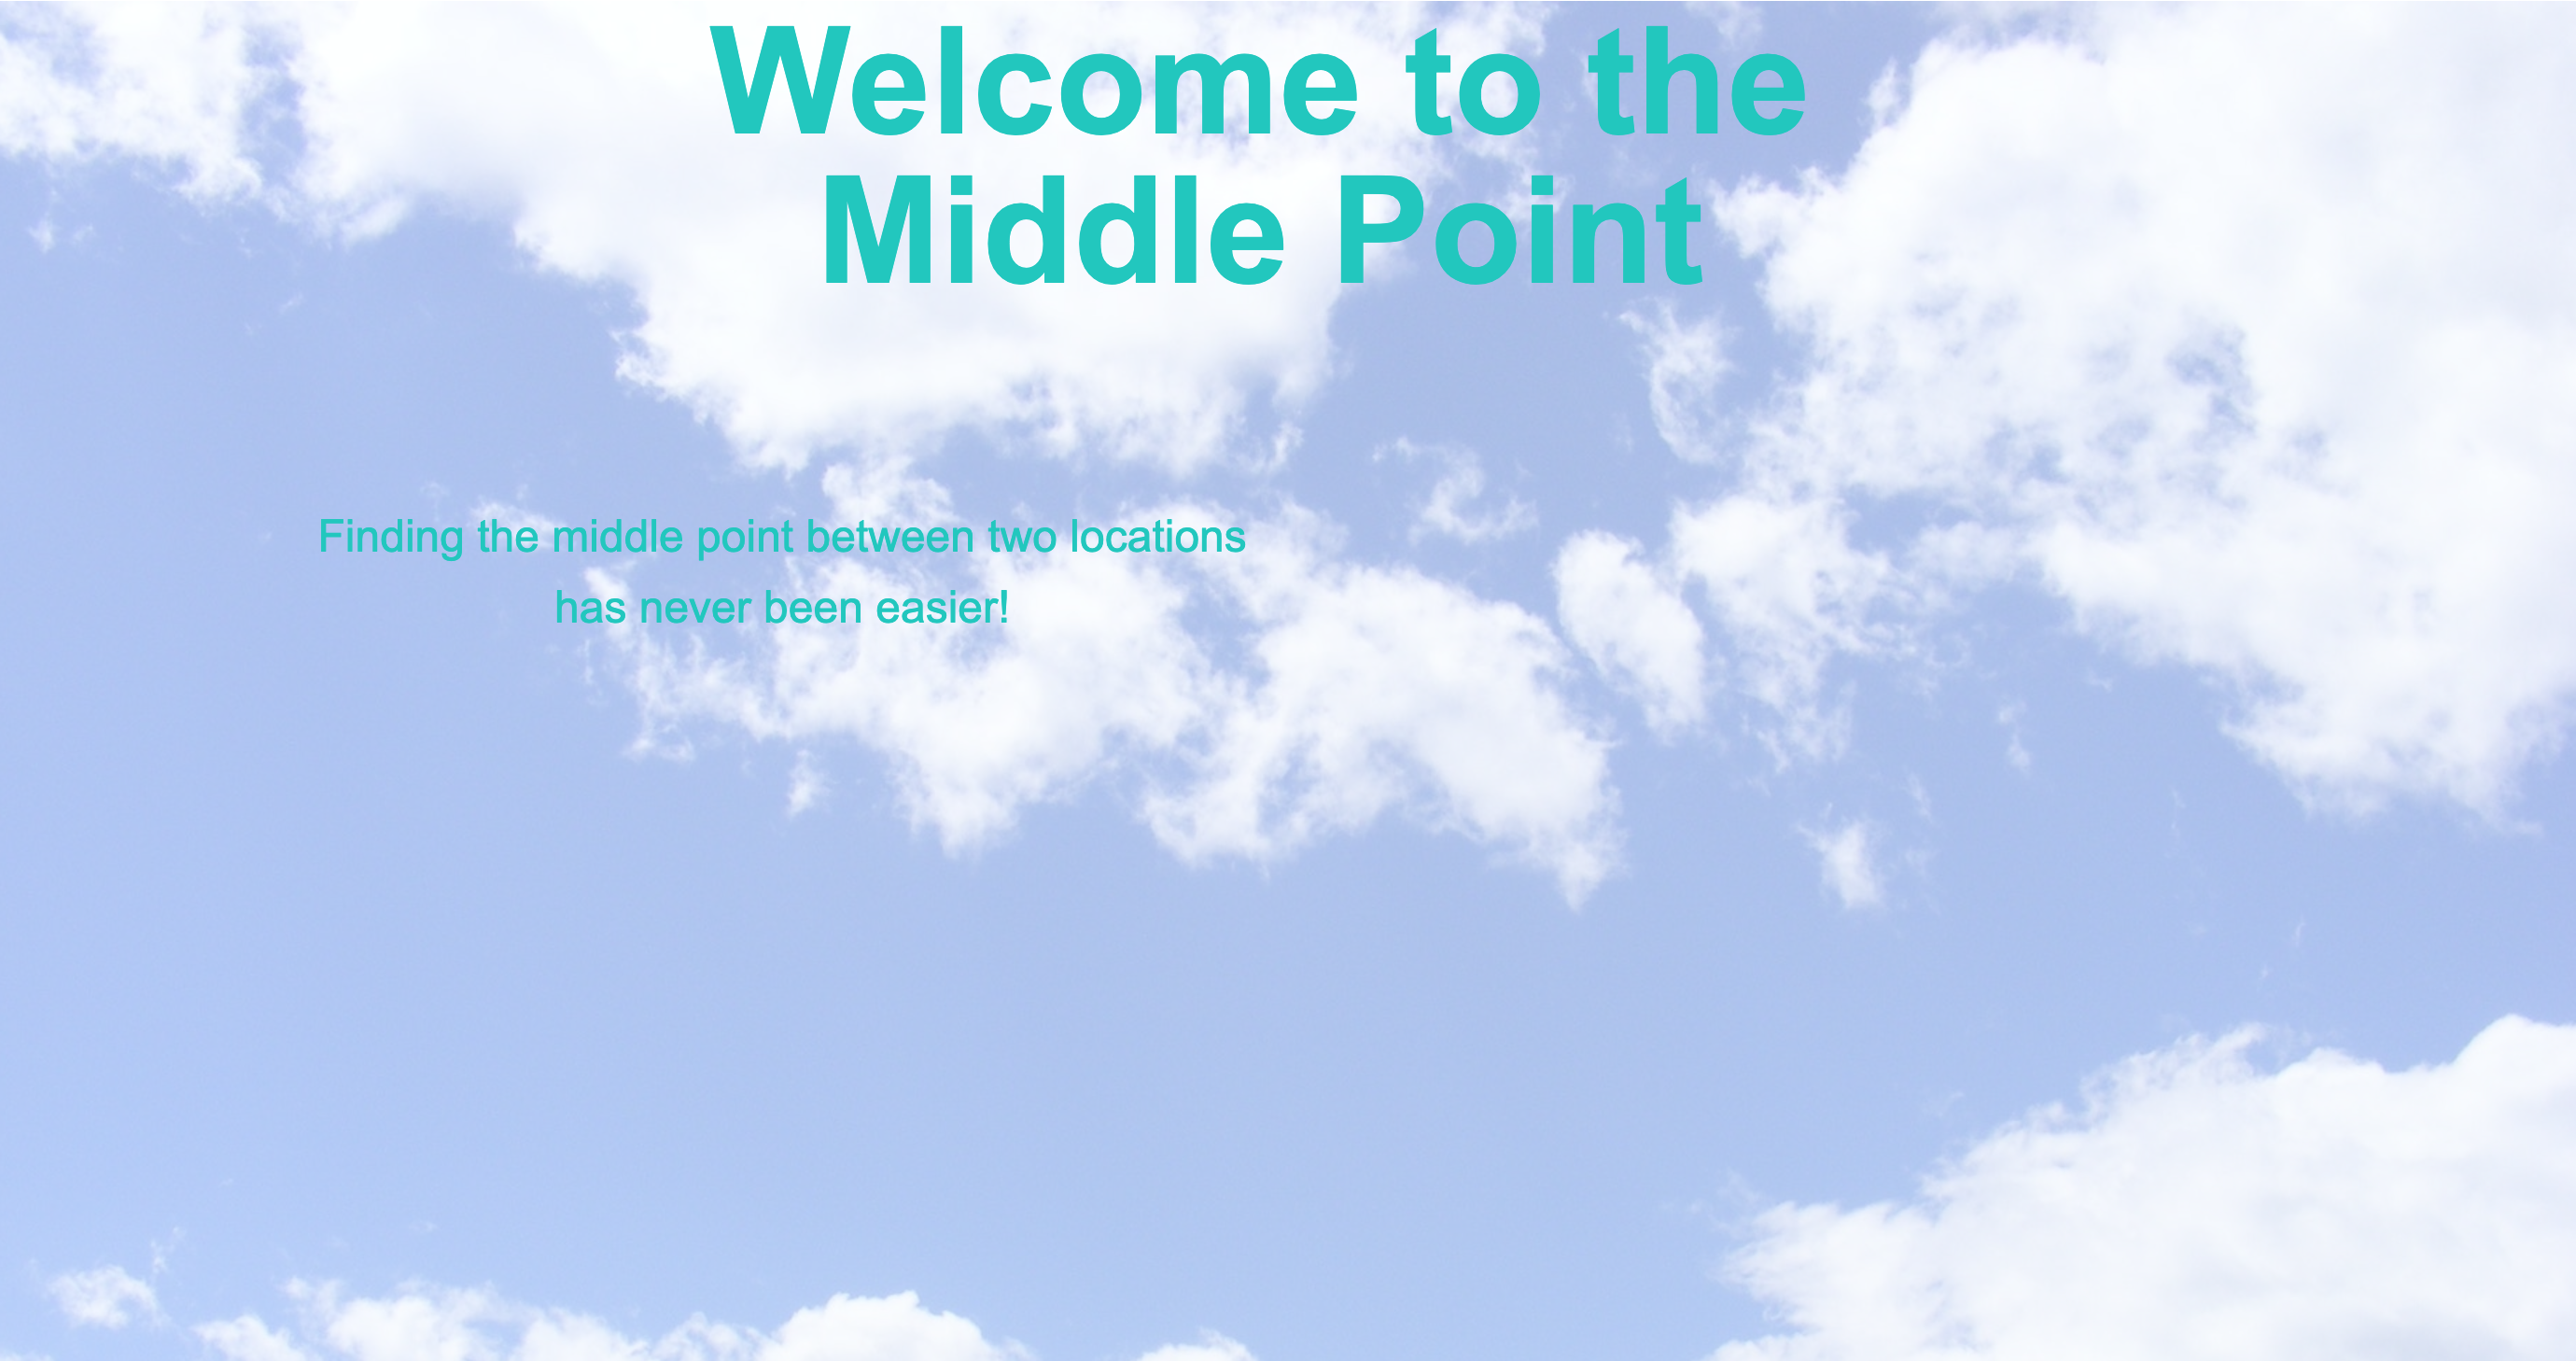 Welcome to the
Middle Point
Finding the middle point between two locations
has never been easier!